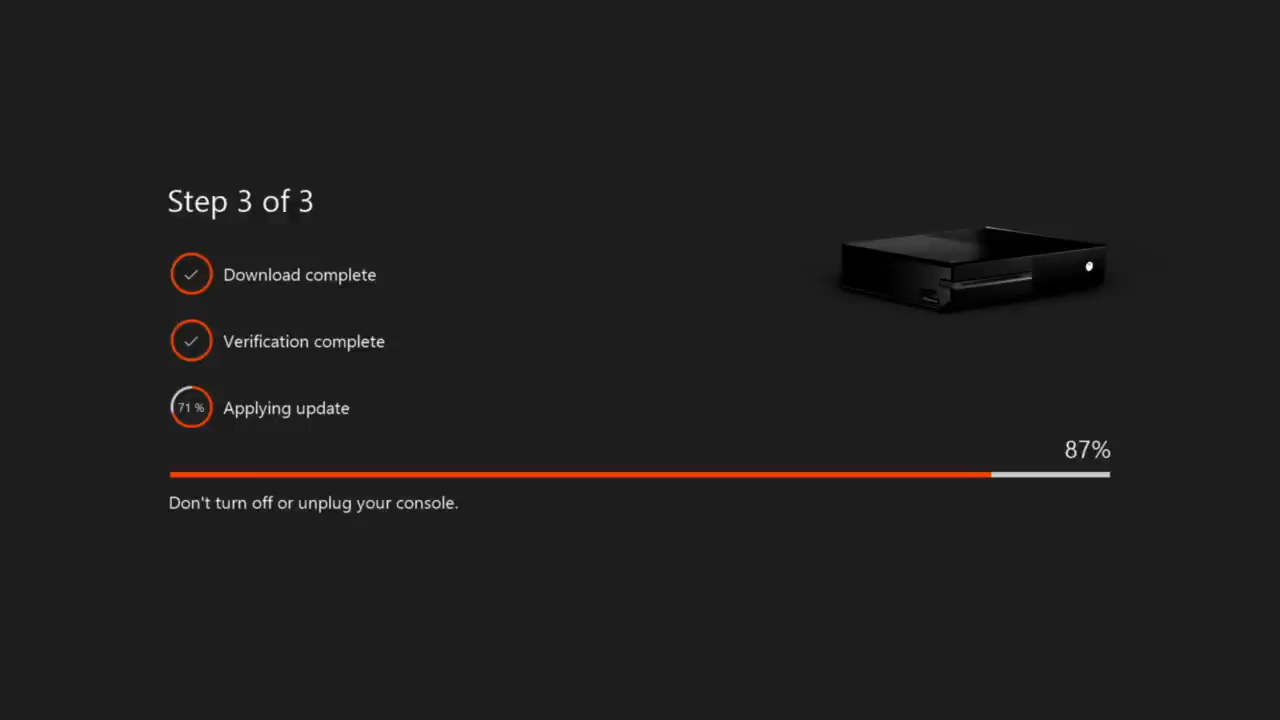 Step 3 of 3
Download complete
Verification complete
71 % Applying update
87%
Don't turn off or unplug your console.